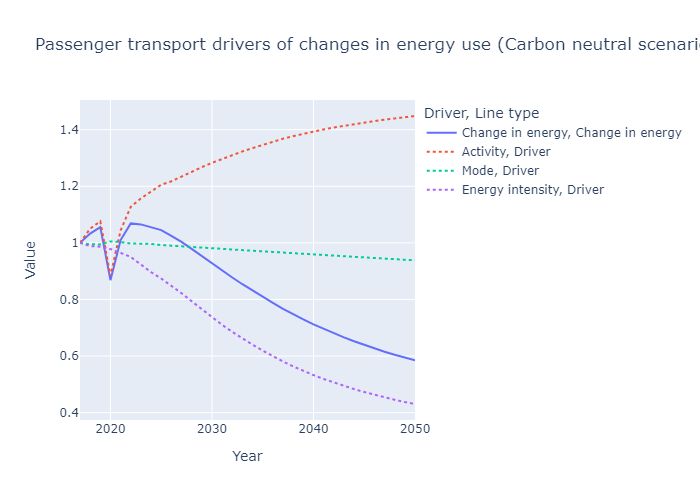 Passenger transport drivers of changes in energy use (Carbon neutral scenari
Driver, Line type
Change in energy, Change in energy
Activity, Driver
Mode, Driver
Energy intensity, Driver
1.4
1.2
1
0.8
0.6
0.4
Value
2020
2030
2040
2050
Year